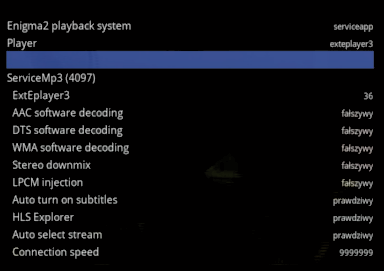 Enigma2 playback system serviceapp
Player exteplayer3
ServiceMp3 (4097)
ExtEplayer3 36
AAC software decoding fałszywy
DTS software decoding fałszywy
WMA software decoding fałszywy
Stereo downmix fałszywy
LPCM injection fałszywy
Auto turn on subtitles prawdziwy
HLS Explorer prawdziwy
Auto select stream prawdziwy
Connection speed 9999999